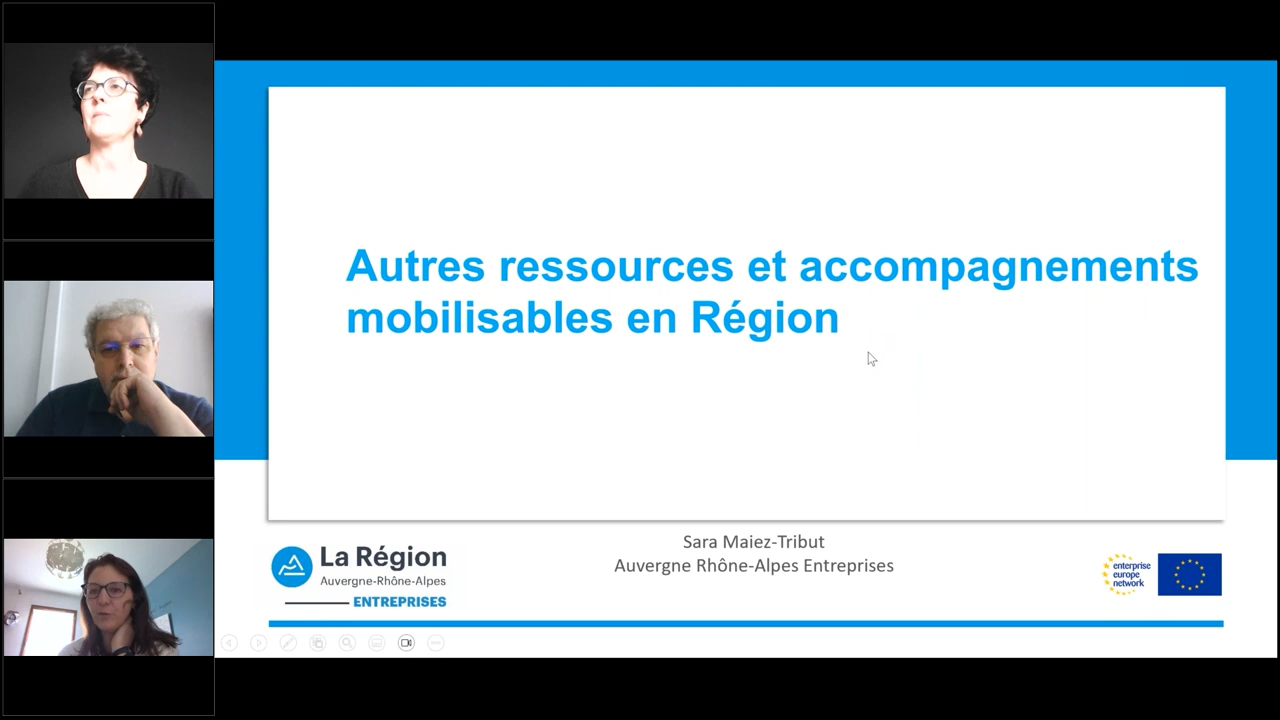 Autres ressources et accompagnements
mobilisables en Région
La Région
Auvergne-Rhône-Alpes
ENTREPRISES
Sara Maiez-Tribut
Auvergne Rhône-Alpes Entreprises
enterprise
europe
network